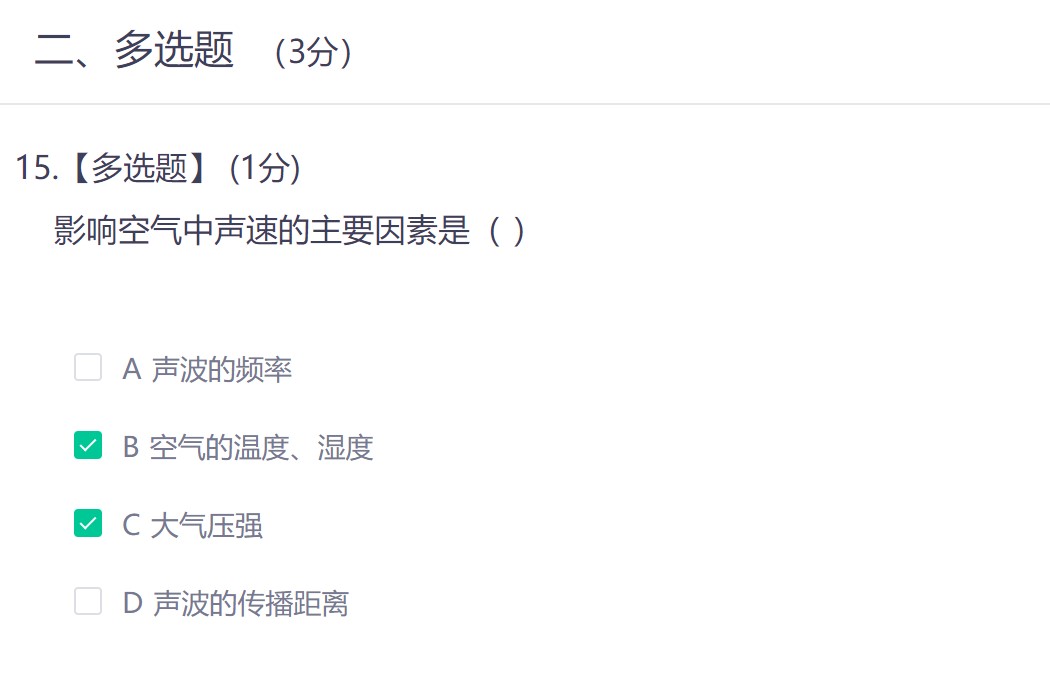 二、多选题 （3分）
15.【多选题】 (1分)
影响空气中声速的主要因素是（ ）
A 声波的频率
B 空气的温度、湿度
C 大气压强
D 声波的传播距离